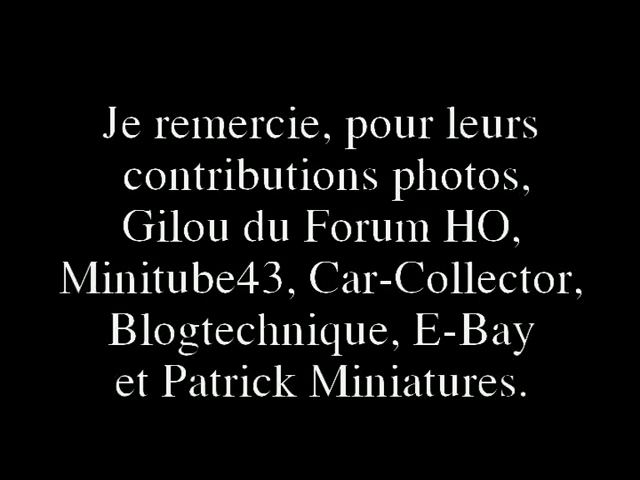 Je remercie, pour leurs
contributions photos,
Gilou du Forum HO,
Minitube43, Car-Collector,
Blogtechnique, E-Bay
et Patrick Miniatures.